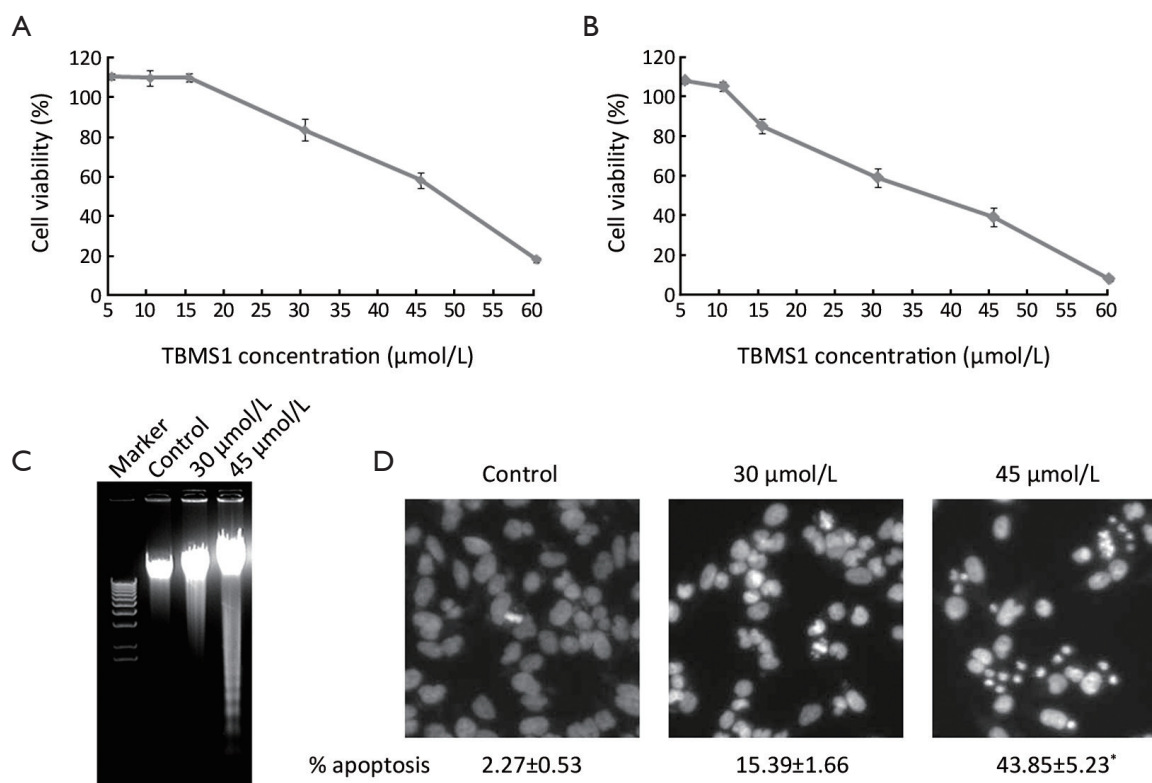 A
120
100
80
60
40
20
0
Cell viability (%)
5 10 15 20 25 30 35 40 45 50 55 60
TBMS1 concentration (μmol/L)
B
120
100
80
60
40
20
0
Cell viability (%)
5 10 15 20 25 30 35 40 45 50 55 60
TBMS1 concentration (μmol/L)
C
Marker
Control
30 μmol/L
45 μmol/L
D
Control 30 μmol/L 45 μmol/L
% apoptosis 2.27±0.53 15.39±1.66 43.85±5.23*